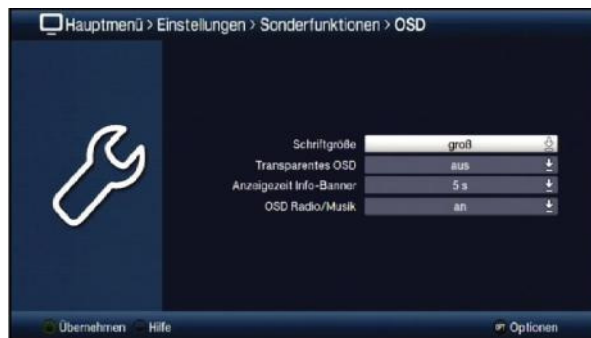 Hauptmenü > Einstellungen > Sonderfunktionen > OSD
Schriftgröße groß
Transparentes OSD aus
Anzeigezeit Info-Banner 5 s
OSD Radio/Musik an
Übernehmen Hilfe OPT Optionen